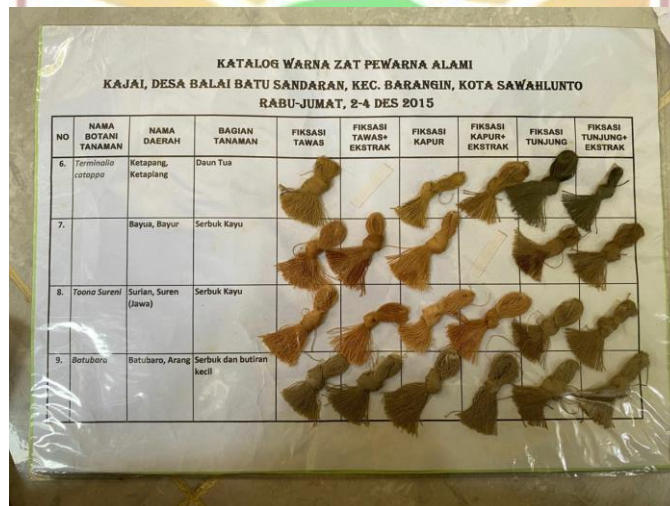 KATALOG WARNA ZAT PEWARNA ALAMI
KAJAI, DESA BALAI BATU SANDARAN, KEC. BARANGIN, KOTA SAWAHLUNTO
RABU-JUMAT, 2-4 DES 2015
NO
NAMA
BOTANI
TANAMAN
NAMA
DAERAH
BAGIAN
TANAMAN
FIKSASI
TAWAS
FIKSASI
TAWAS+
EKSTRAK
FIKSASI
KAPUR
FIKSASI
KAPUR+
EKSTRAK
FIKSASI
TUNJUNG
FIKSASI
TUNJUNG+
EKSTRAK
6.
Terminalia
catappa
Ketapang,
Ketapiang
Daun Tua
7.
Bayua, Bayur
Serbuk Kayu
8.
Toona Sureni
Surian, Suren
(Jawa)
Serbuk Kayu
9.
Batubara
Batubaro, Arang
Serbuk dan butiran
kecil